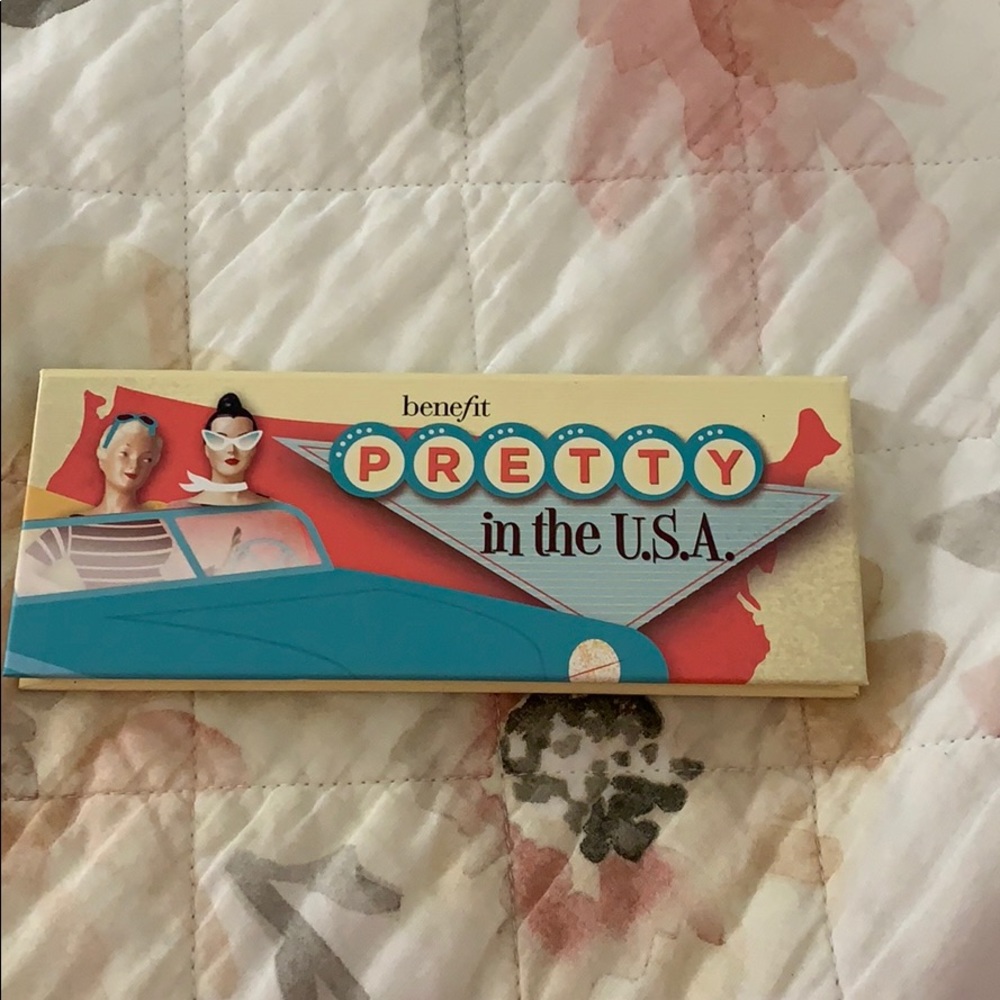 benefit
PRETTY
in the U.S.A.